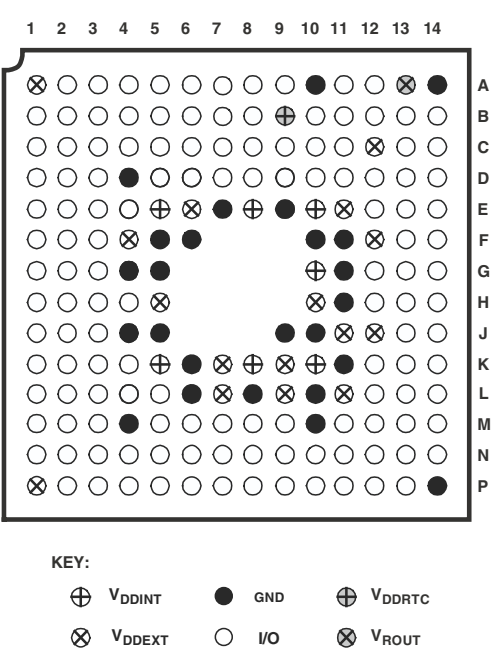 1 2 3 4 5 6 7 8 9 10 11 12 13 14
A
B
C
D
E
F
G
H
J
K
L
M
N
P
KEY:
VDDINT GND VDDRTC
VDDEXT I/O VROUT